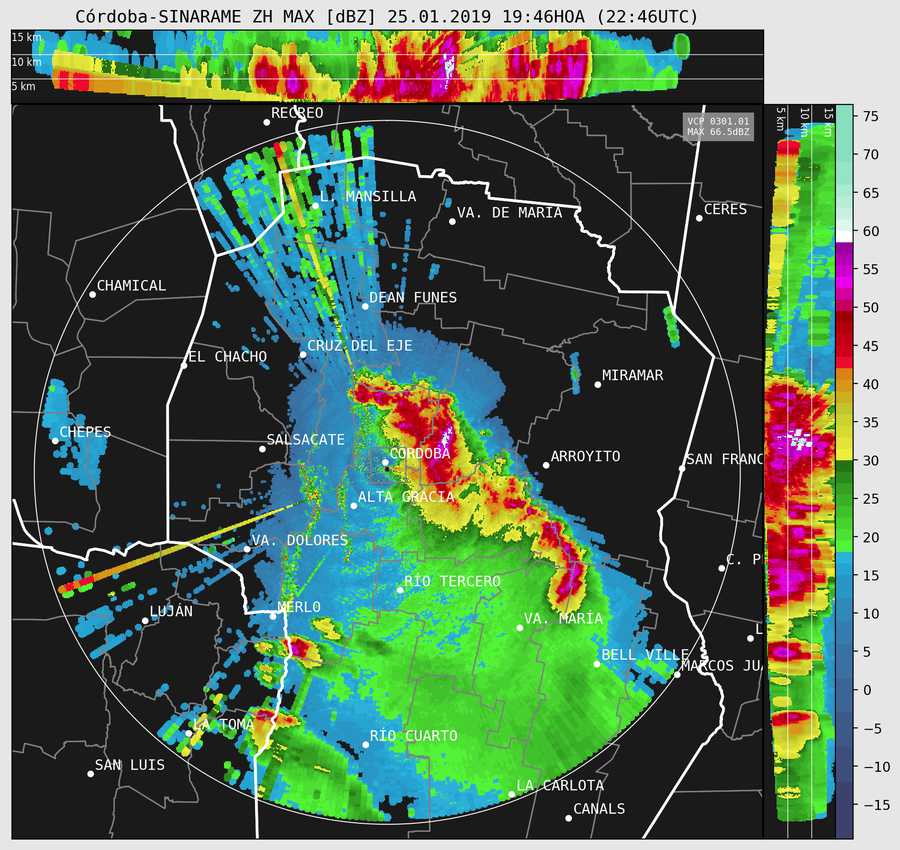 Córdoba-SINARAME ZH MAX [dBZ] 25.01.2019 19:46HOA (22:46UTC)
15 km
10 km
5 km
RECREO
VCP 0301.01
MAX 66.5dBZ
5 km
10 km
15 km
75
70
65
60
55
50
45
40
35
30
25
20
15
10
5
0
−5
−10
−15
L. MANSILLA
VA. DE MARIA
CERES
CHAMICAL
DEAN FUNES
CRUZ DEL EJE
EL CHACHO
MIRAMAR
CHEPES
SALSACATE
CÓRDOBA
ARROYITO
SAN FRANC
ALTA GRACIA
VA. DOLORES
C. P
RÍO TERCERO
LUJÁN
MERLO
VA. MARÍA
L
BELL VILLE
MARCOS JUÁ
LA TOMA
RÍO CUARTO
SAN LUIS
LA CARLOTA
CANALS